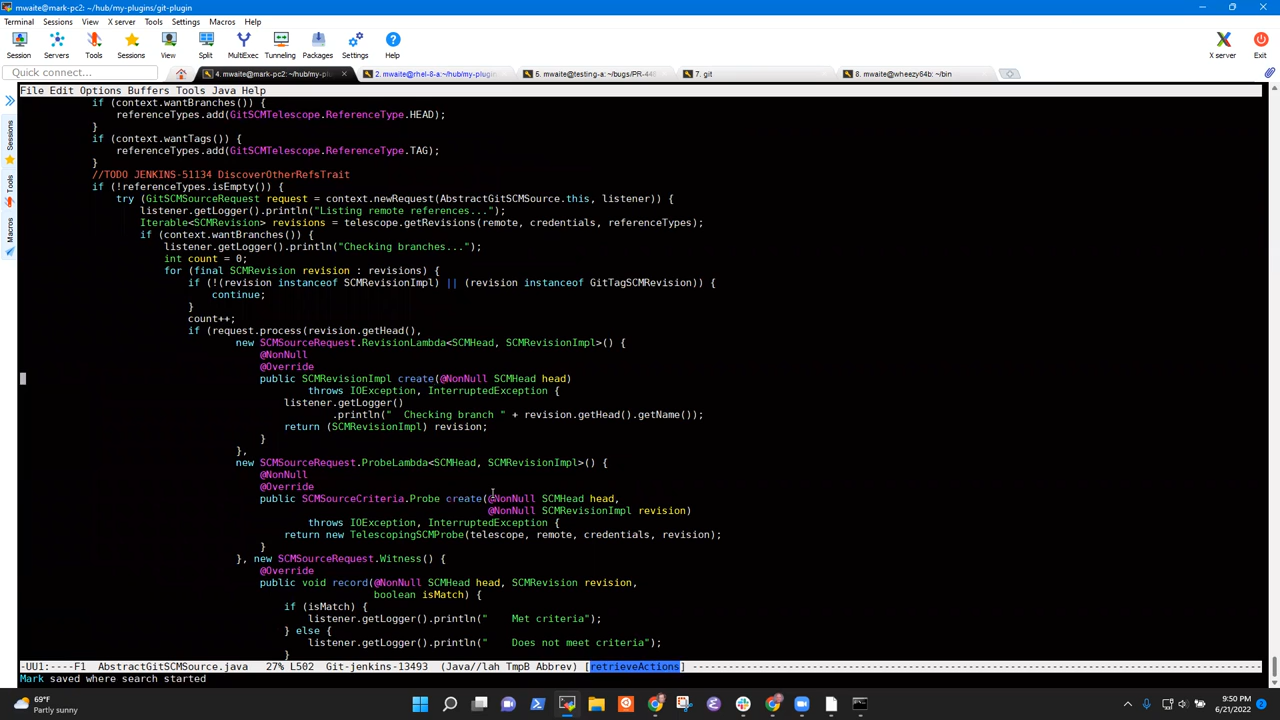 mwaite@mark-pc2: ~/hub/my-plugins/git-plugin
Terminal Sessions View X server Tools Settings Macros Help
Session Servers Tools Sessions View Split MultiExec Tunneling Packages Settings Help X server Exit
Quick connect... 4. mwaite@mark-pc2: ~/hub/my-plu 2. mwaite@rhel-8-a:~/hub/my-plugin 5. mwaite@testing-a: ~/bugs/PR-44 7. git 8. mwaite@wheezy64b: ~/bin
File Edit Options Buffers Tools Java Help
if (context.wantBranches()) {
referenceTypes.add(GitSCMTelescope.ReferenceType.HEAD);
}
if (context.wantTags()) {
referenceTypes.add(GitSCMTelescope.ReferenceType.TAG);
}
//TODO JENKINS-51134 DiscoverOtherRefsTrait
if (!referenceTypes.isEmpty()) {
try (GitSCMSourceRequest request = context.newRequest(AbstractGitSCMSource.this, listener)) {
listener.getLogger().println("Listing remote references...");
Iterable<SCMRevision> revisions = telescope.getRevisions(remote, credentials, referenceTypes);
if (context.wantBranches()) {
listener.getLogger().println("Checking branches...");
int count = 0;
for (final SCMRevision revision : revisions) {
if (!(revision instanceof SCMRevisionImpl) || (revision instanceof GitTagSCMRevision)) {
continue;
}
count++;
if (request.process(revision.getHead(),
new SCMSourceRequest.RevisionLambda<SCMHead, SCMRevisionImpl>() {
@NonNull
@Override
public SCMRevisionImpl create(@NonNull SCMHead head)
throws IOException, InterruptedException {
listener.getLogger()
.println("  Checking branch " + revision.getHead().getName());
return (SCMRevisionImpl) revision;
}
},
new SCMSourceRequest.ProbeLambda<SCMHead, SCMRevisionImpl>() {
@NonNull
@Override
public SCMSourceCriteria.Probe create(@NonNull SCMHead head,
@NonNull SCMRevisionImpl revision)
throws IOException, InterruptedException {
return new TelescopingSCMProbe(telescope, remote, credentials, revision);
}
}, new SCMSourceRequest.Witness() {
@Override
public void record(@NonNull SCMHead head, SCMRevision revision,
boolean isMatch) {
if (isMatch) {
listener.getLogger().println("    Met criteria");
} else {
listener.getLogger().println("    Does not meet criteria");
}
-UU1:----F1 AbstractGitSCMSource.java 27% L502 Git-jenkins-13493 (Java//lah TmpB Abbrev) [retrieveActions]
Mark saved where search started
Sessions
Tools
Macros
69°F
Partly sunny
9:50 PM
6/21/2022